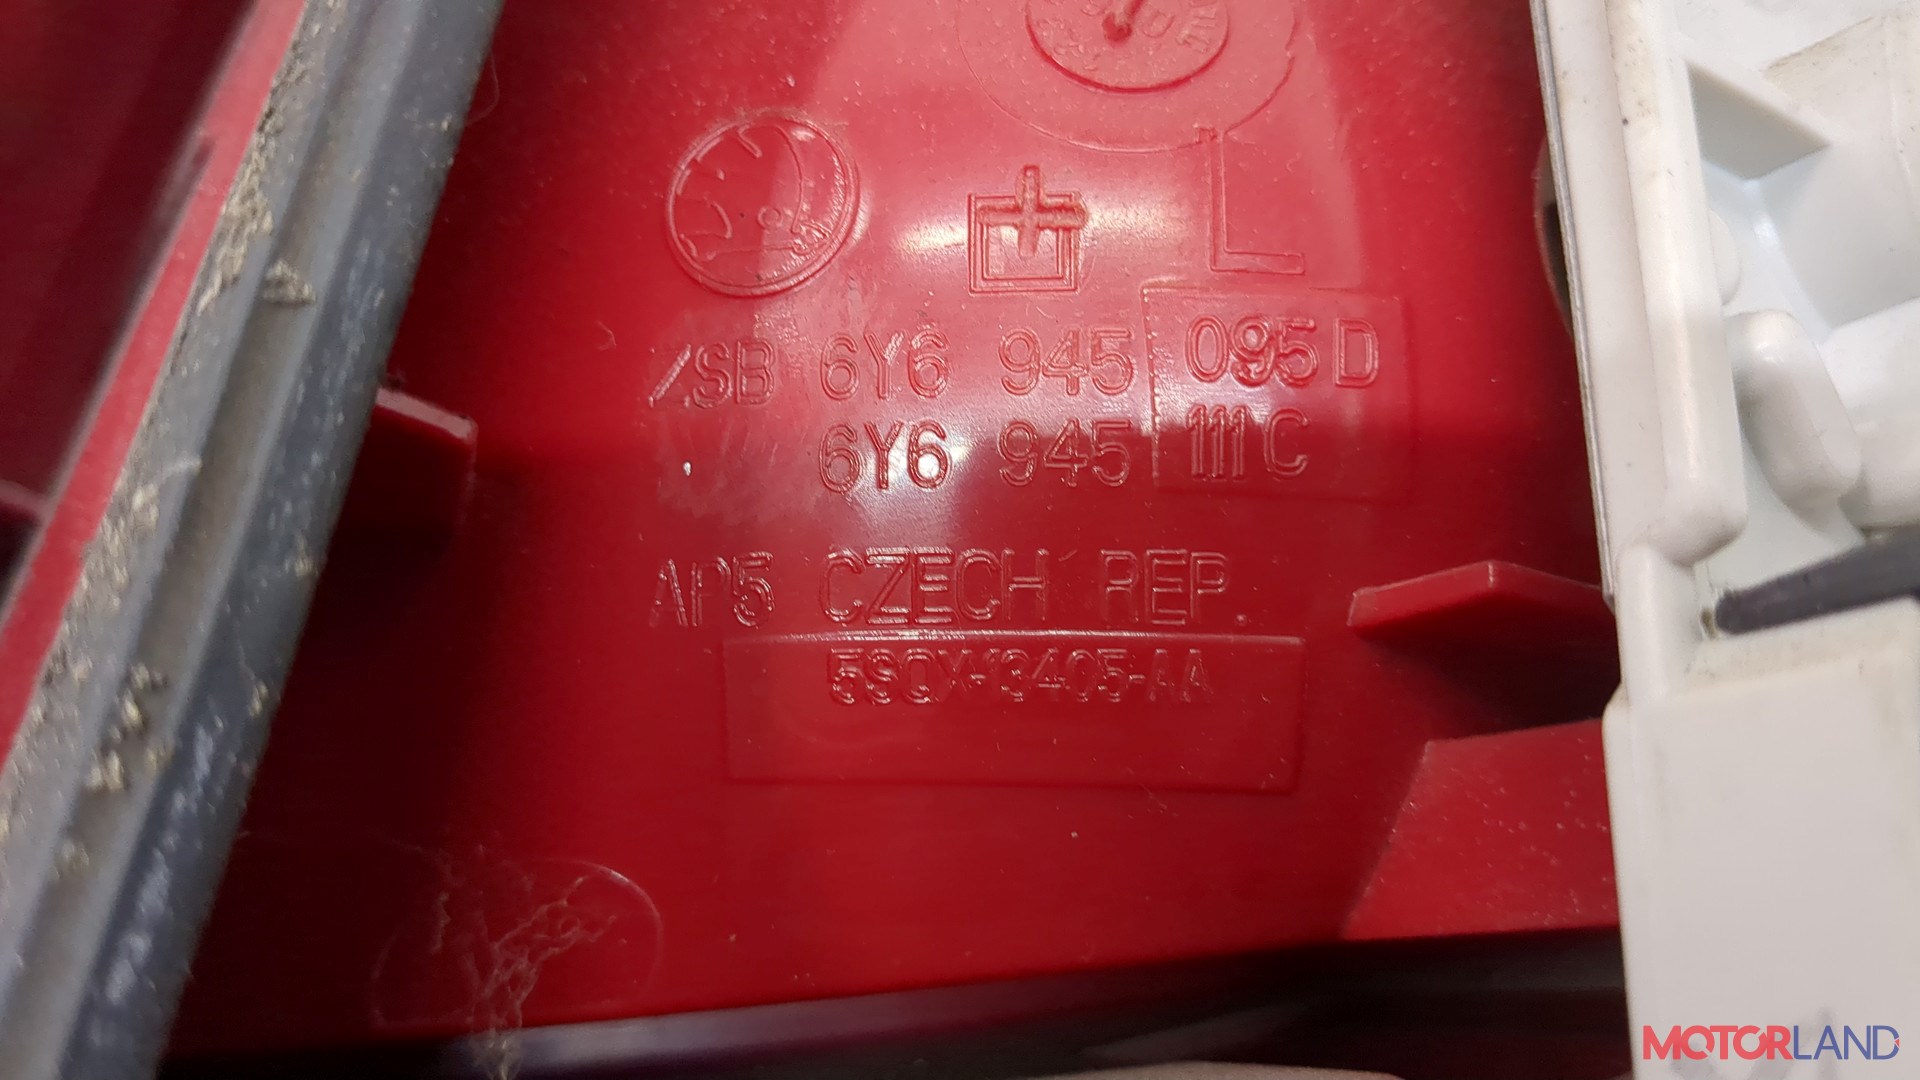 L
ZSB 6Y6 945 095 D
6Y6 945 111 C
AP5 CZECH REP.
MOTORLAND